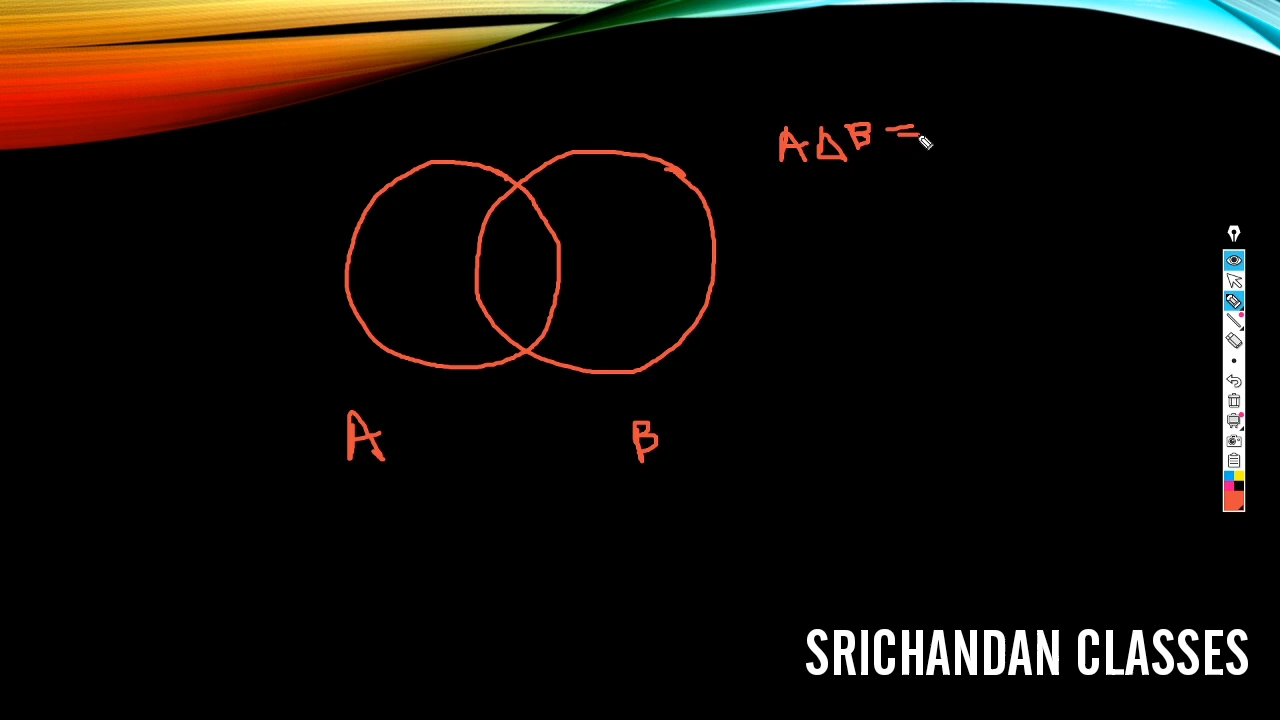 A Δ B =
A B
SRICHANDAN CLASSES